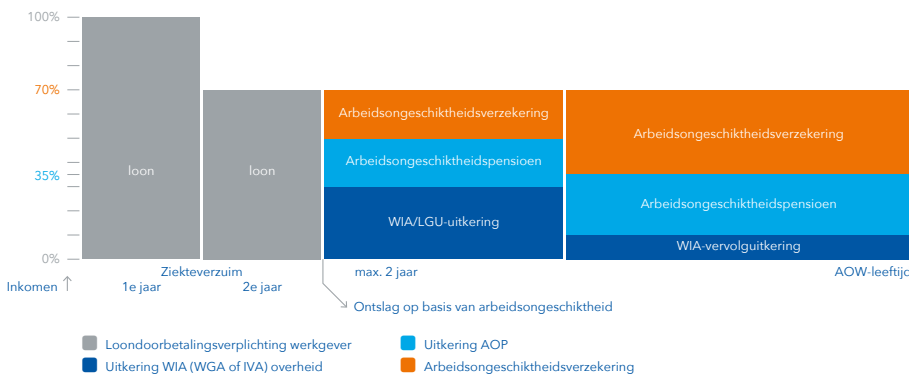 100%
70%
35%
0%
loon
loon
Arbeidsongeschiktheidsverzekering
Arbeidsongeschiktheidspensioen
WIA/LGU-uitkering
Arbeidsongeschiktheidsverzekering
Arbeidsongeschiktheidspensioen
WIA-vervolguitkering
Inkomen
Ziekteverzuim
1e jaar
2e jaar
max. 2 jaar
AOW-leeftijd
Ontslag op basis van arbeidsongeschiktheid
Loondoorbetalingsverplichting werkgever
Uitkering WIA (WGA of IVA) overheid
Uitkering AOP
Arbeidsongeschiktheidsverzekering